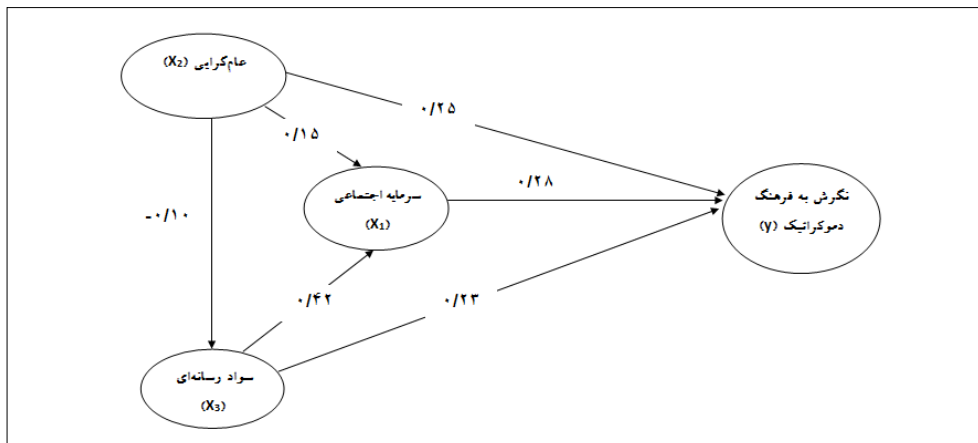 عام‌گرایی (X₂)
۰/۲۵
۰/۱۵
سرمایه اجتماعی
(X₁)
۰/۲۸
نگرش به فرهنگ
دموکراتیک (y)
-۰/۱۰
۰/۴۲
۰/۲۳
سواد رسانه‌ای
(X₃)